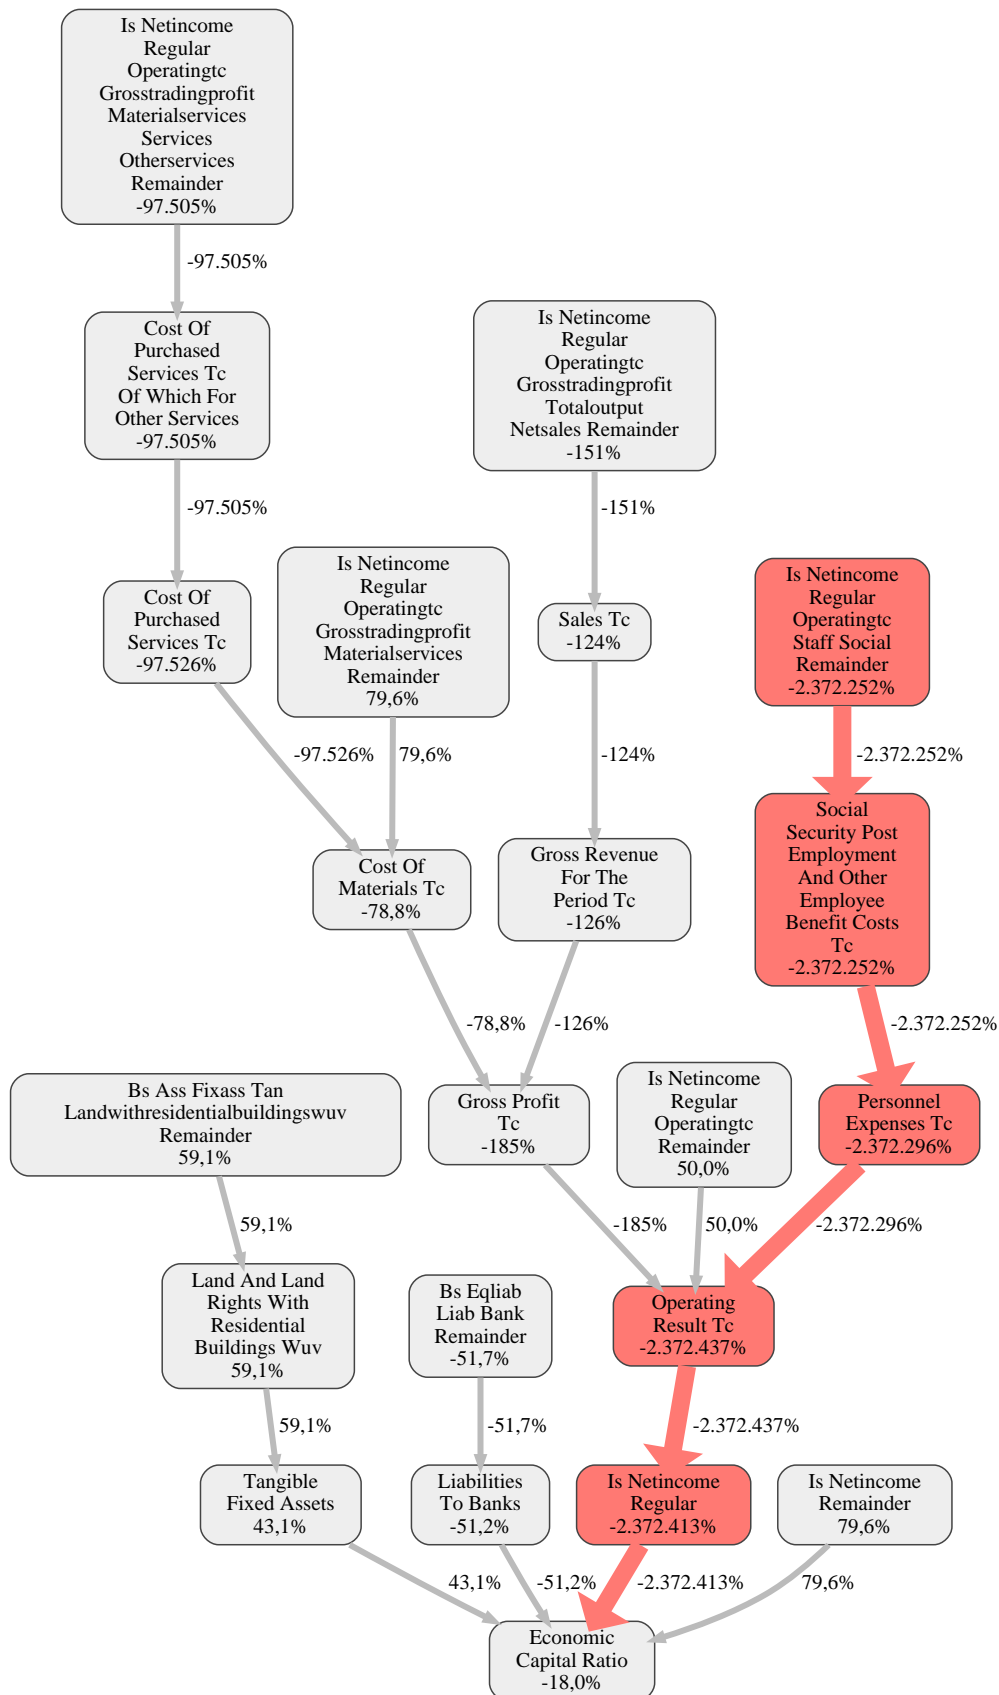 Is Netincome
Regular
Operatingtc
Grosstradingprofit
Materialservices
Services
Otherservices
Remainder
-97.505%
-97.505%
Cost Of
Purchased
Services Tc
Of Which For
Other Services
-97.505%
Is Netincome
Regular
Operatingtc
Grosstradingprofit
Totaloutput
Netsales Remainder
-151%
-97.505%
-151%
Cost Of
Purchased
Services Tc
-97.526%
Is Netincome
Regular
Operatingtc
Grosstradingprofit
Materialservices
Remainder
79,6%
Sales Tc
-124%
Is Netincome
Regular
Operatingtc
Staff Social
Remainder
-2.372.252%
-97.526%
79,6%
-124%
-2.372.252%
Cost Of
Materials Tc
-78,8%
Gross Revenue
For The
Period Tc
-126%
Social
Security Post
Employment
And Other
Employee
Benefit Costs
Tc
-2.372.252%
-78,8%
-126%
-2.372.252%
Bs Ass Fixass Tan
Landwithresidentialbuildingswuv
Remainder
59,1%
Gross Profit
Tc
-185%
Is Netincome
Regular
Operatingtc
Remainder
50,0%
Personnel
Expenses Tc
-2.372.296%
59,1%
-185%
50,0%
-2.372.296%
Land And Land
Rights With
Residential
Buildings Wuv
59,1%
Bs Eqliab
Liab Bank
Remainder
-51,7%
Operating
Result Tc
-2.372.437%
59,1%
-51,7%
-2.372.437%
Tangible
Fixed Assets
43,1%
Liabilities
To Banks
-51,2%
Is Netincome
Regular
-2.372.413%
Is Netincome
Remainder
79,6%
43,1%
-51,2%
-2.372.413%
79,6%
Economic
Capital Ratio
-18,0%